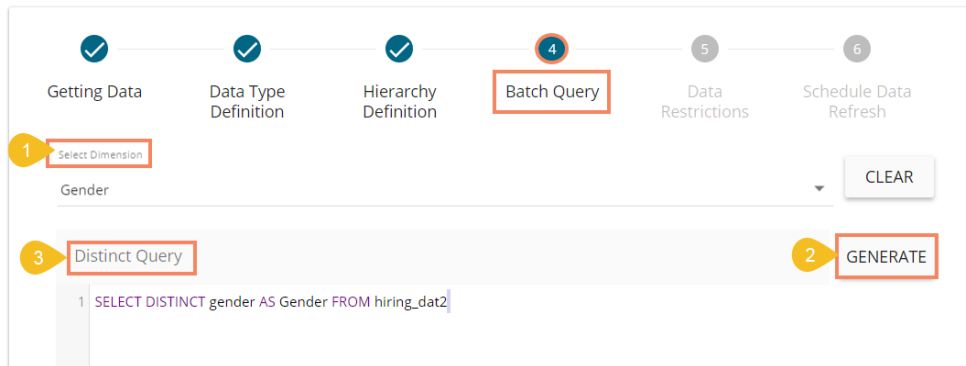 4 5 6
Getting Data Data Type Hierarchy Batch Query Data Schedule Data
Definition Definition Restrictions Refresh
1 Select Dimension
Gender CLEAR
3 Distinct Query 2 GENERATE
1 SELECT DISTINCT gender AS Gender FROM hiring_dat2